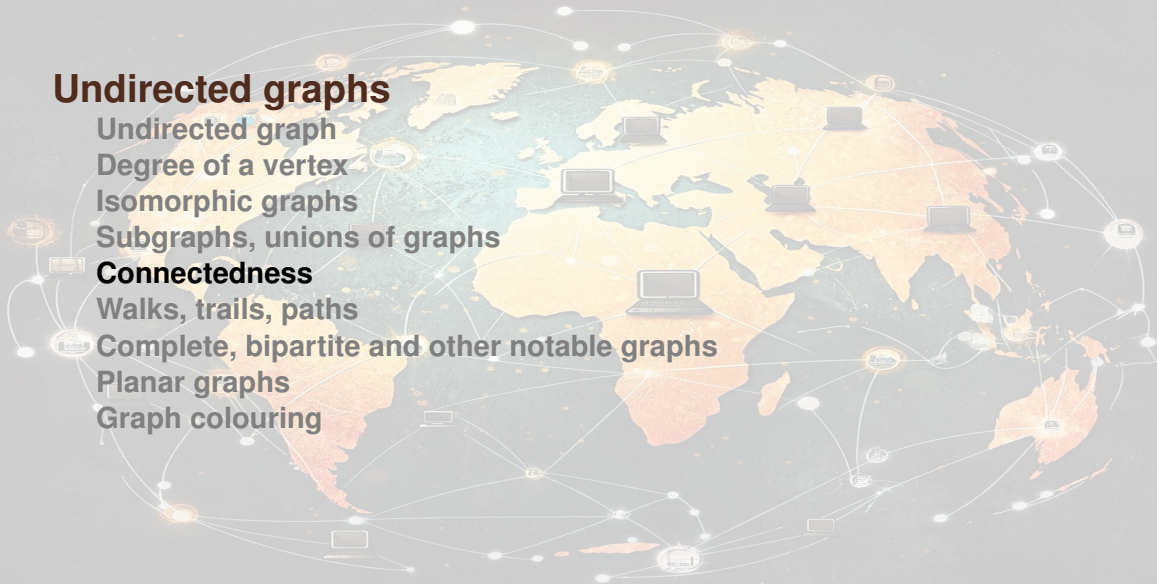 Undirected graphs
Undirected graph
Degree of a vertex
Isomorphic graphs
Subgraphs, unions of graphs
Connectedness
Walks, trails, paths
Complete, bipartite and other notable graphs
Planar graphs
Graph colouring